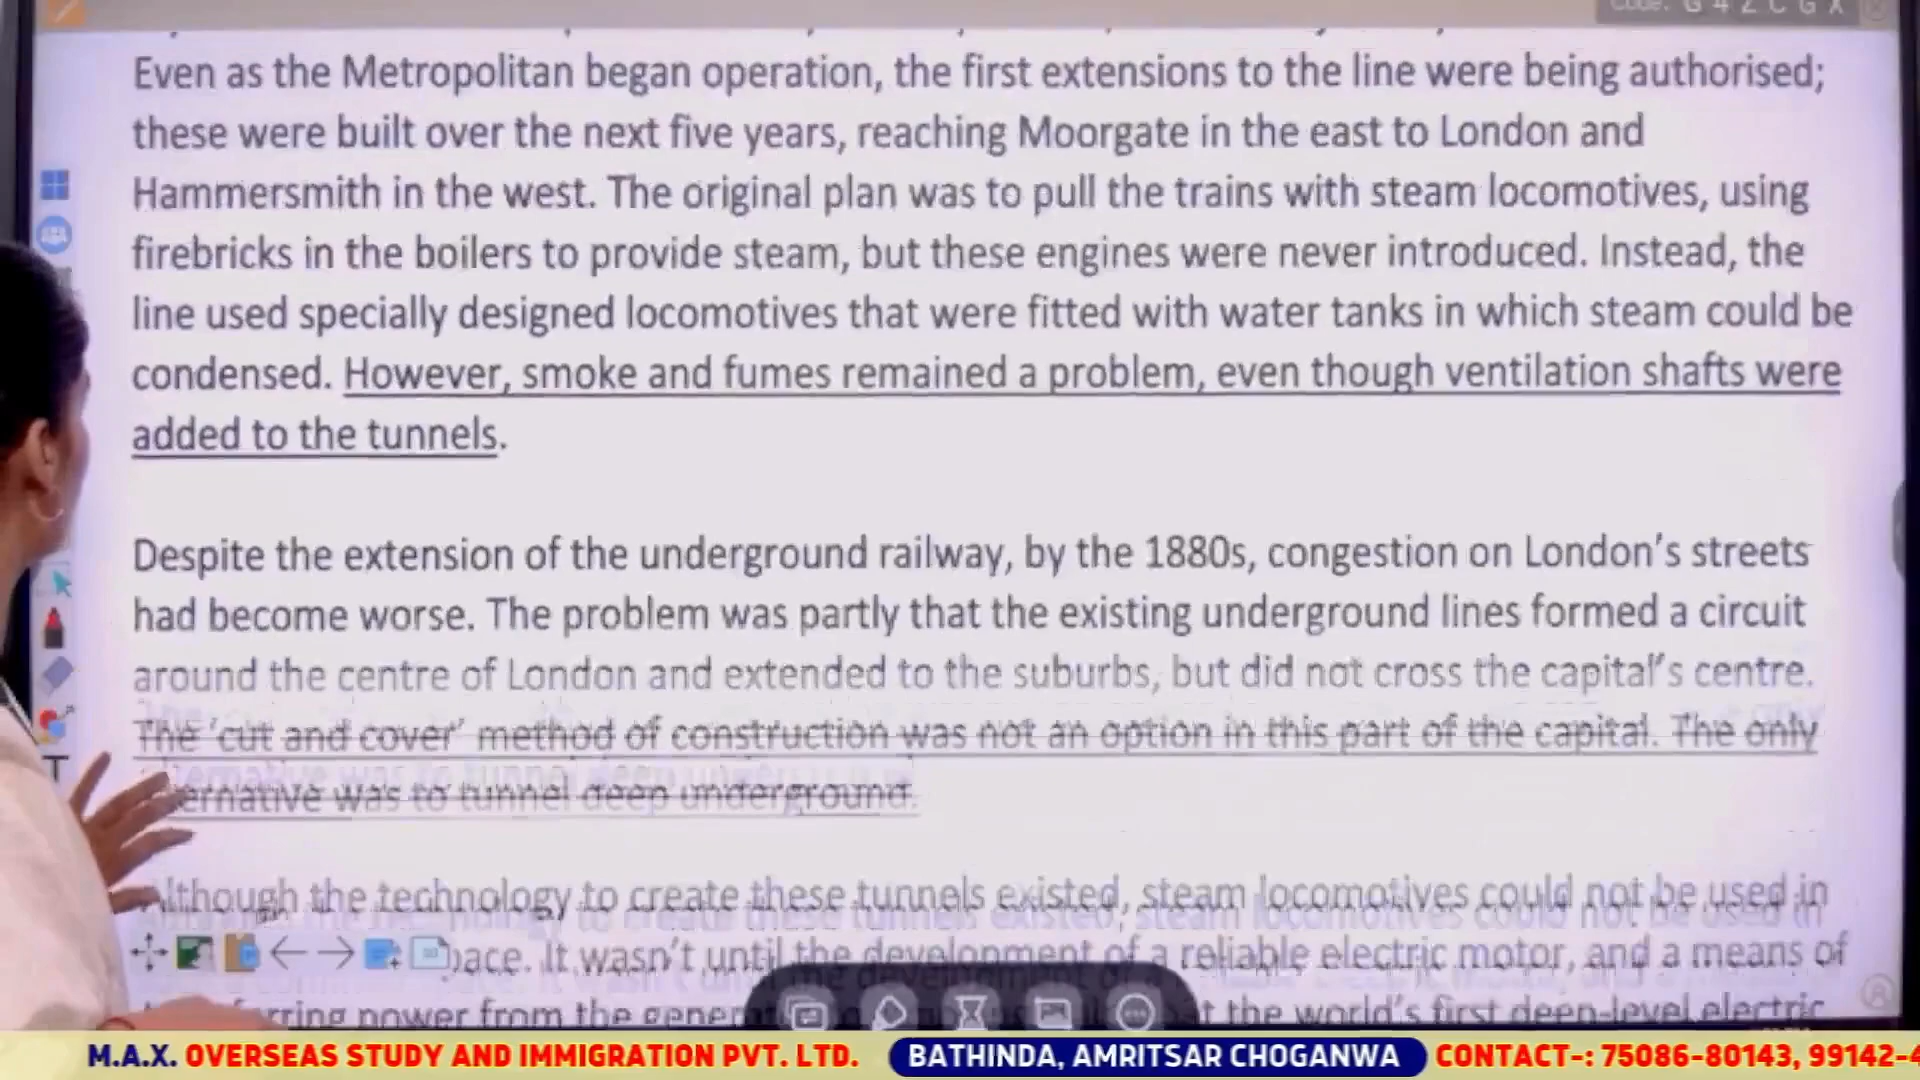 Code: G 4 Z C G X
Even as the Metropolitan began operation, the first extensions to the line were being authorised;
these were built over the next five years, reaching Moorgate in the east to London and
Hammersmith in the west. The original plan was to pull the trains with steam locomotives, using
firebricks in the boilers to provide steam, but these engines were never introduced. Instead, the
line used specially designed locomotives that were fitted with water tanks in which steam could be
condensed. However, smoke and fumes remained a problem, even though ventilation shafts were
added to the tunnels.
Despite the extension of the underground railway, by the 1880s, congestion on London's streets
had become worse. The problem was partly that the existing underground lines formed a circuit
around the centre of London and extended to the suburbs, but did not cross the capital's centre.
The 'cut and cover' method of construction was not an option in this part of the capital. The only
ernative was to tunnel deep underground.
Although the technology to create these tunnels existed, steam locomotives could not be used in
pace. It wasn't until the development of a reliable electric motor, and a means of
rring power from the gener t the world's first deep-level electric
T
M.A.X. OVERSEAS STUDY AND IMMIGRATION PVT. LTD. BATHINDA, AMRITSAR CHOGANWA CONTACT-: 75086-80143, 99142-4